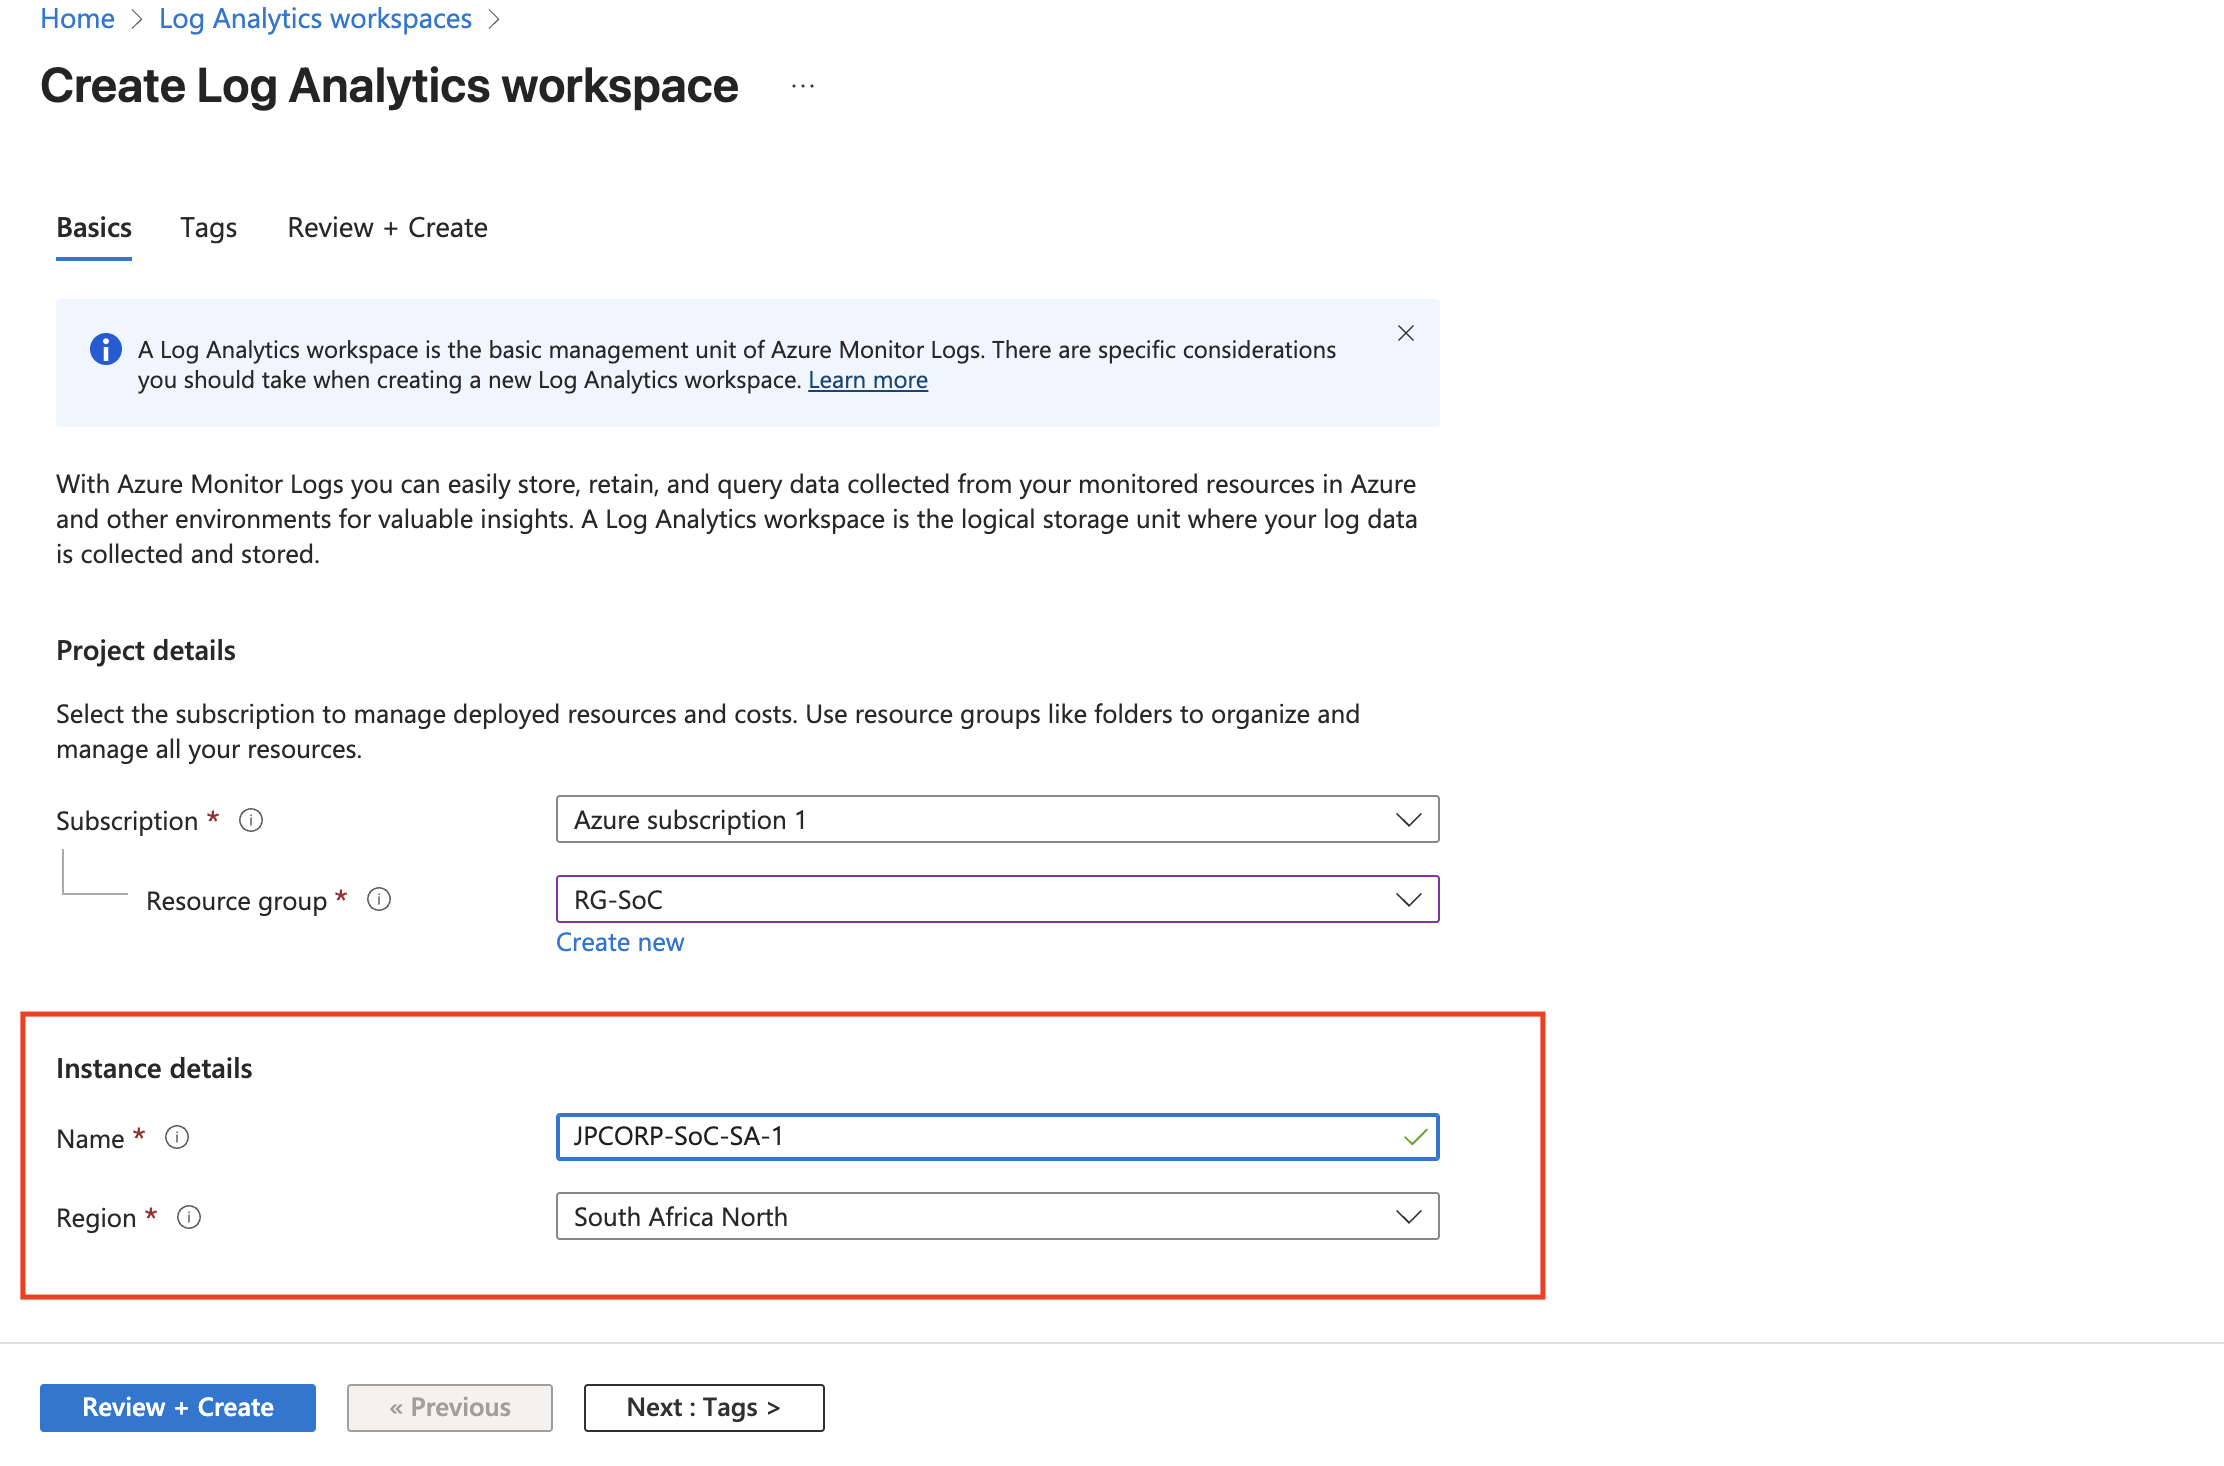 Home > Log Analytics workspaces >
Create Log Analytics workspace ...
Basics Tags Review + Create
A Log Analytics workspace is the basic management unit of Azure Monitor Logs. There are specific considerations
you should take when creating a new Log Analytics workspace. Learn more
With Azure Monitor Logs you can easily store, retain, and query data collected from your monitored resources in Azure
and other environments for valuable insights. A Log Analytics workspace is the logical storage unit where your log data
is collected and stored.
Project details
Select the subscription to manage deployed resources and costs. Use resource groups like folders to organize and
manage all your resources.
Subscription * Azure subscription 1
Resource group * RG-SoC
Create new
Instance details
Name * JPCORP-SoC-SA-1
Region * South Africa North
Review + Create « Previous Next : Tags >